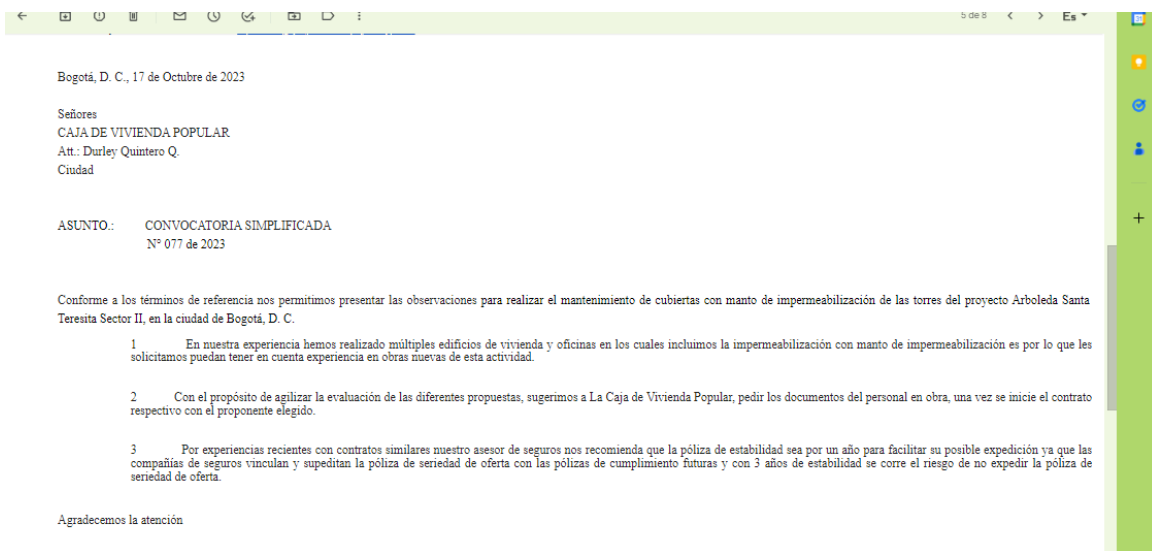 5 de 8
Es
Bogotá, D. C., 17 de Octubre de 2023
Señores
CAJA DE VIVIENDA POPULAR
Att.: Durley Quintero Q.
Ciudad
ASUNTO.: CONVOCATORIA SIMPLIFICADA
N° 077 de 2023
Conforme a los términos de referencia nos permitimos presentar las observaciones para realizar el mantenimiento de cubiertas con manto de impermeabilización de las torres del proyecto Arboleda Santa
Teresita Sector II, en la ciudad de Bogotá, D. C.
1 En nuestra experiencia hemos realizado múltiples edificios de vivienda y oficinas en los cuales incluimos la impermeabilización con manto de impermeabilización es por lo que les
solicitamos puedan tener en cuenta experiencia en obras nuevas de esta actividad.
2 Con el propósito de agilizar la evaluación de las diferentes propuestas, sugerimos a La Caja de Vivienda Popular, pedir los documentos del personal en obra, una vez se inicie el contrato
respectivo con el proponente elegido.
3 Por experiencias recientes con contratos similares nuestro asesor de seguros nos recomienda que la póliza de estabilidad sea por un año para facilitar su posible expedición ya que las
compañías de seguros vinculan y supeditan la póliza de seriedad de oferta con las pólizas de cumplimiento futuras y con 3 años de estabilidad se corre el riesgo de no expedir la póliza de
seriedad de oferta.
Agradecemos la atención